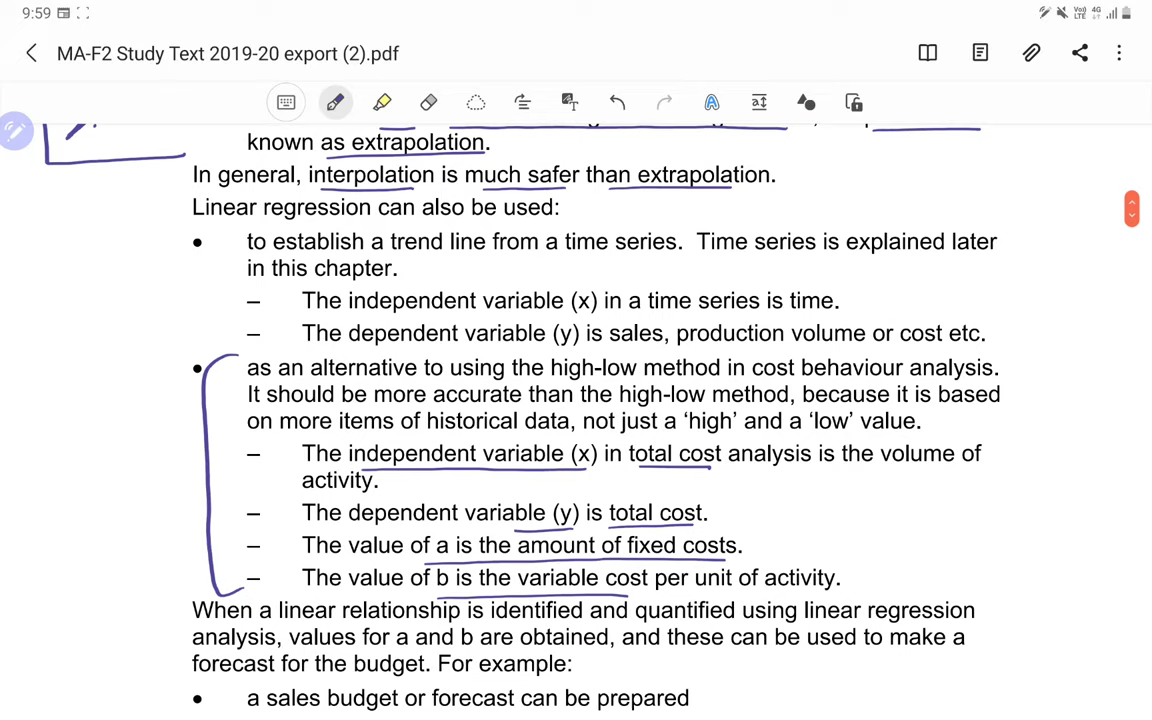 9:59
Vo)) LTE 4G
MA-F2 Study Text 2019-20 export (2).pdf
known as extrapolation.
In general, interpolation is much safer than extrapolation.
Linear regression can also be used:
• to establish a trend line from a time series. Time series is explained later
in this chapter.
– The independent variable (x) in a time series is time.
– The dependent variable (y) is sales, production volume or cost etc.
• as an alternative to using the high-low method in cost behaviour analysis.
It should be more accurate than the high-low method, because it is based
on more items of historical data, not just a ‘high’ and a ‘low’ value.
– The independent variable (x) in total cost analysis is the volume of
activity.
– The dependent variable (y) is total cost.
– The value of a is the amount of fixed costs.
– The value of b is the variable cost per unit of activity.
When a linear relationship is identified and quantified using linear regression
analysis, values for a and b are obtained, and these can be used to make a
forecast for the budget. For example:
• a sales budget or forecast can be prepared